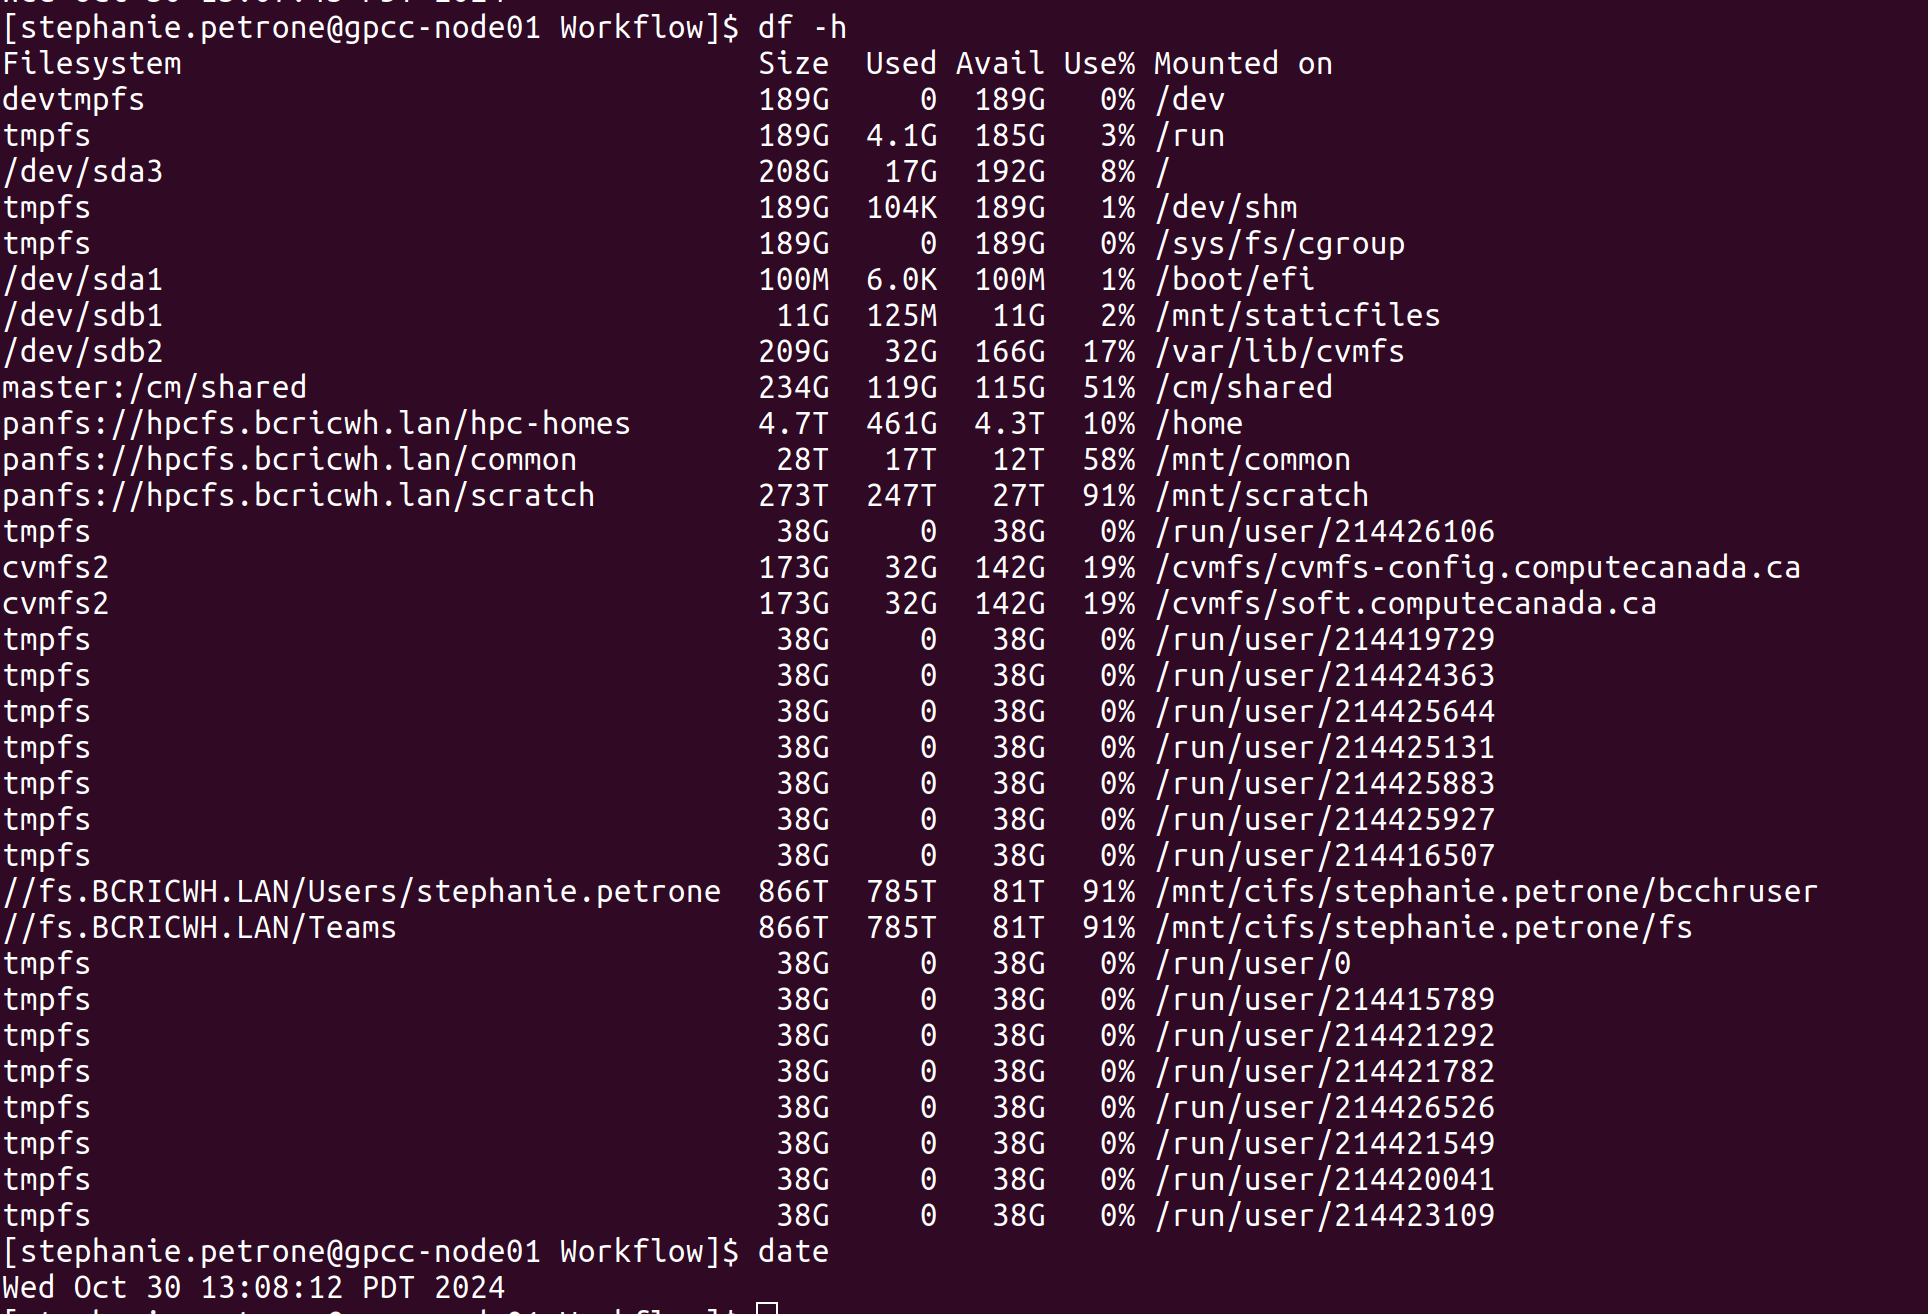 [stephanie.petrone@gpcc-node01 Workflow]$ df -h
Filesystem Size Used Avail Use% Mounted on
devtmpfs 189G 0 189G 0% /dev
tmpfs 189G 4.1G 185G 3% /run
/dev/sda3 208G 17G 192G 8% /
tmpfs 189G 104K 189G 1% /dev/shm
tmpfs 189G 0 189G 0% /sys/fs/cgroup
/dev/sda1 100M 6.0K 100M 1% /boot/efi
/dev/sdb1 11G 125M 11G 2% /mnt/staticfiles
/dev/sdb2 209G 32G 166G 17% /var/lib/cvmfs
master:/cm/shared 234G 119G 115G 51% /cm/shared
panfs://hpcfs.bcricwh.lan/hpc-homes 4.7T 461G 4.3T 10% /home
panfs://hpcfs.bcricwh.lan/common 28T 17T 12T 58% /mnt/common
panfs://hpcfs.bcricwh.lan/scratch 273T 247T 27T 91% /mnt/scratch
tmpfs 38G 0 38G 0% /run/user/214426106
cvmfs2 173G 32G 142G 19% /cvmfs/cvmfs-config.computecanada.ca
cvmfs2 173G 32G 142G 19% /cvmfs/soft.computecanada.ca
tmpfs 38G 0 38G 0% /run/user/214419729
tmpfs 38G 0 38G 0% /run/user/214424363
tmpfs 38G 0 38G 0% /run/user/214425644
tmpfs 38G 0 38G 0% /run/user/214425131
tmpfs 38G 0 38G 0% /run/user/214425883
tmpfs 38G 0 38G 0% /run/user/214425927
tmpfs 38G 0 38G 0% /run/user/214416507
//fs.BCRICWH.LAN/Users/stephanie.petrone 866T 785T 81T 91% /mnt/cifs/stephanie.petrone/bcchruser
//fs.BCRICWH.LAN/Teams 866T 785T 81T 91% /mnt/cifs/stephanie.petrone/fs
tmpfs 38G 0 38G 0% /run/user/0
tmpfs 38G 0 38G 0% /run/user/214415789
tmpfs 38G 0 38G 0% /run/user/214421292
tmpfs 38G 0 38G 0% /run/user/214421782
tmpfs 38G 0 38G 0% /run/user/214426526
tmpfs 38G 0 38G 0% /run/user/214421549
tmpfs 38G 0 38G 0% /run/user/214420041
tmpfs 38G 0 38G 0% /run/user/214423109
[stephanie.petrone@gpcc-node01 Workflow]$ date
Wed Oct 30 13:08:12 PDT 2024